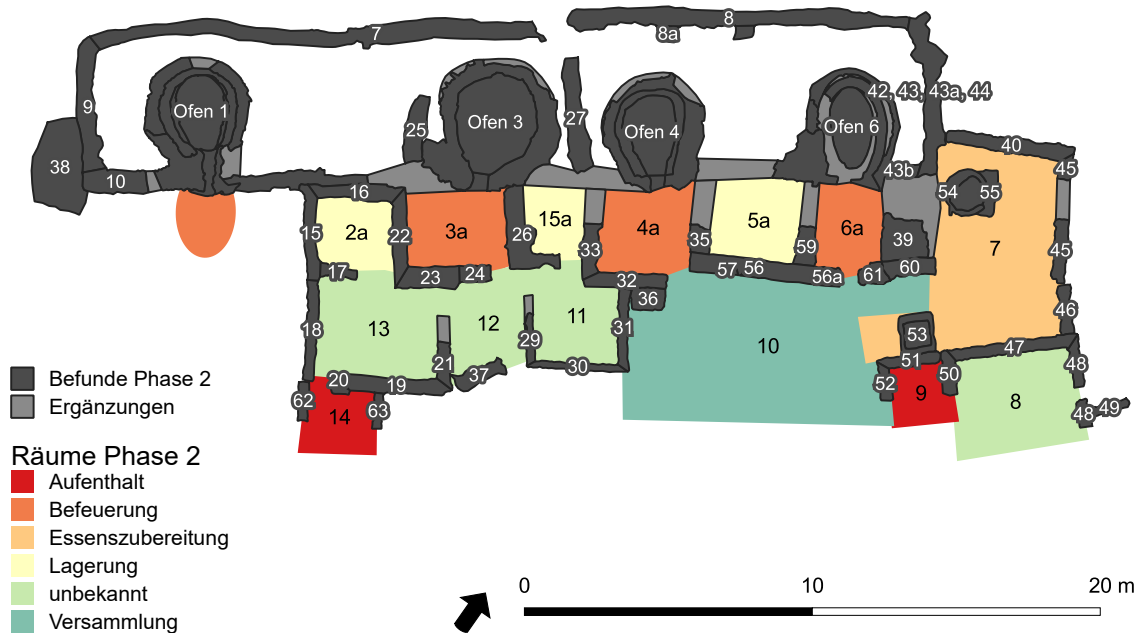 8
8a
7
9
Ofen 1
Ofen 3
Ofen 4
Ofen 6
42, 43, 43a, 44
25
27
38
10
16
43b
40
45
54
55
15
2a
22
3a
26
15a
33
4a
35
5a
59
6a
39
7
45
17
23
24
32
57
56
56a
61
60
18
13
12
11
36
31
10
46
53
29
21
30
37
51
47
50
48
52
9
8
48
49
20
19
62
63
14
Befunde Phase 2
Ergänzungen
Räume Phase 2
Aufenthalt
Befeuerung
Essenszubereitung
Lagerung
unbekannt
Versammlung
0
10
20 m